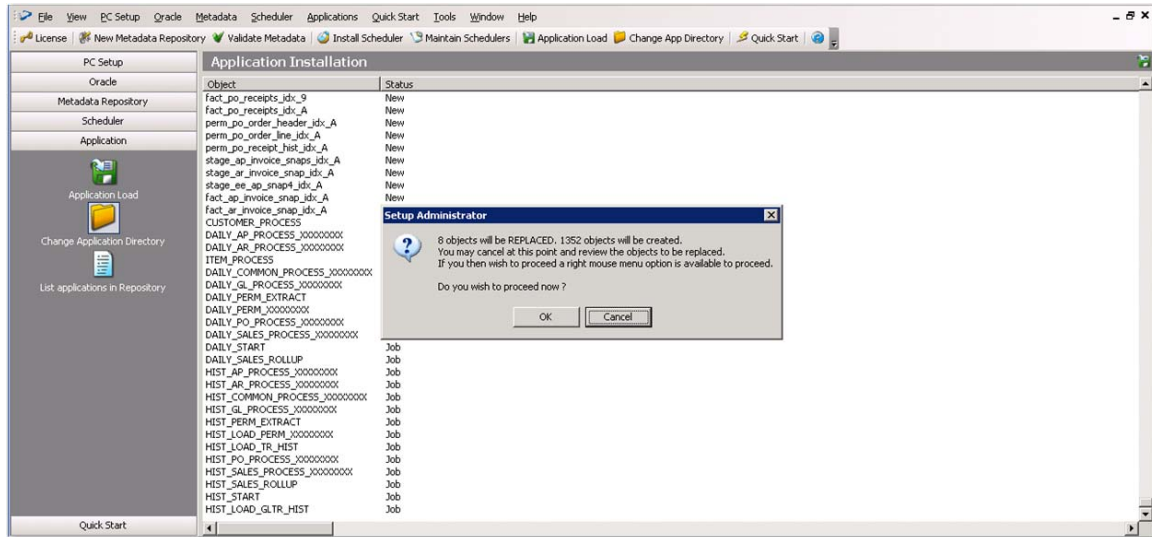 File View PC Setup Oracle Metadata Scheduler Applications Quick Start Tools Window Help
License New Metadata Repository Validate Metadata Install Scheduler Maintain Schedulers Application Load Change App Directory Quick Start
PC Setup
Oracle
Metadata Repository
Scheduler
Application
Application Load
Change Application Directory
List applications in Repository
Quick Start
Application Installation
Object Status
fact_po_receipts_idx_9 New
fact_po_receipts_idx_A New
perm_po_order_header_idx_A New
perm_po_order_line_idx_A New
perm_po_receipt_hist_idx_A New
stage_ap_invoice_snaps_idx_A New
stage_ar_invoice_snap_idx_A New
stage_ee_ap_snap4_idx_A New
fact_ap_invoice_snap_idx_A New
fact_ar_invoice_snap_idx_A
CUSTOMER_PROCESS
DAILY_AP_PROCESS_XXXXXXXX
DAILY_AR_PROCESS_XXXXXXXX
ITEM_PROCESS
DAILY_COMMON_PROCESS_XXXXXXXX
DAILY_GL_PROCESS_XXXXXXXX
DAILY_PERM_EXTRACT
DAILY_PERM_XXXXXXXX
DAILY_PO_PROCESS_XXXXXXXX
DAILY_SALES_PROCESS_XXXXXXXX
DAILY_START Job
DAILY_SALES_ROLLUP Job
HIST_AP_PROCESS_XXXXXXXX Job
HIST_AR_PROCESS_XXXXXXXX Job
HIST_COMMON_PROCESS_XXXXXXXX Job
HIST_GL_PROCESS_XXXXXXXX Job
HIST_PERM_EXTRACT Job
HIST_LOAD_PERM_XXXXXXXX Job
HIST_LOAD_TR_HIST Job
HIST_PO_PROCESS_XXXXXXXX Job
HIST_SALES_PROCESS_XXXXXXXX Job
HIST_SALES_ROLLUP Job
HIST_START Job
HIST_LOAD_GLTR_HIST Job
Setup Administrator
8 objects will be REPLACED. 1352 objects will be created.
You may cancel at this point and review the objects to be replaced.
If you then wish to proceed a right mouse menu option is available to proceed.
Do you wish to proceed now ?
OK Cancel